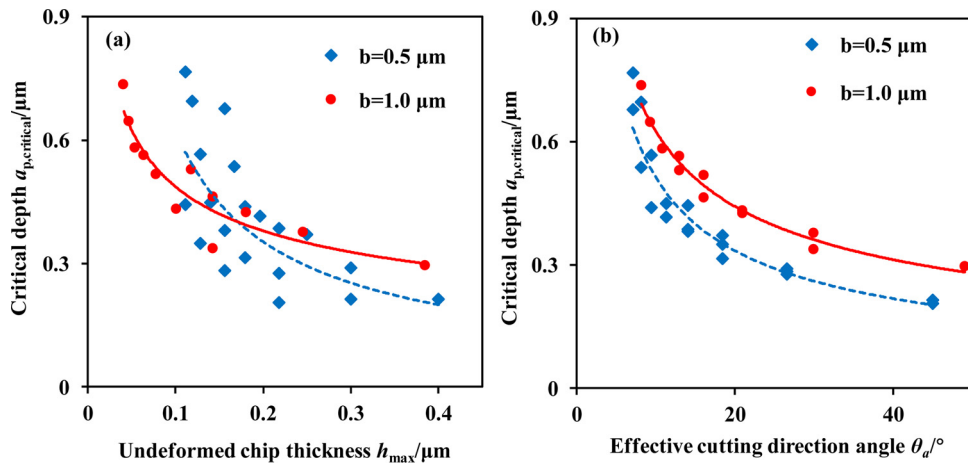 (a)
b=0.5 μm
b=1.0 μm
Critical depth ap,critical/μm
0.9
0.6
0.3
0
0
0.1
0.2
0.3
0.4
Undeformed chip thickness hmax/μm
(b)
b=0.5 μm
b=1.0 μm
Critical depth ap,critical/μm
0.9
0.6
0.3
0
0
20
40
Effective cutting direction angle θa/°